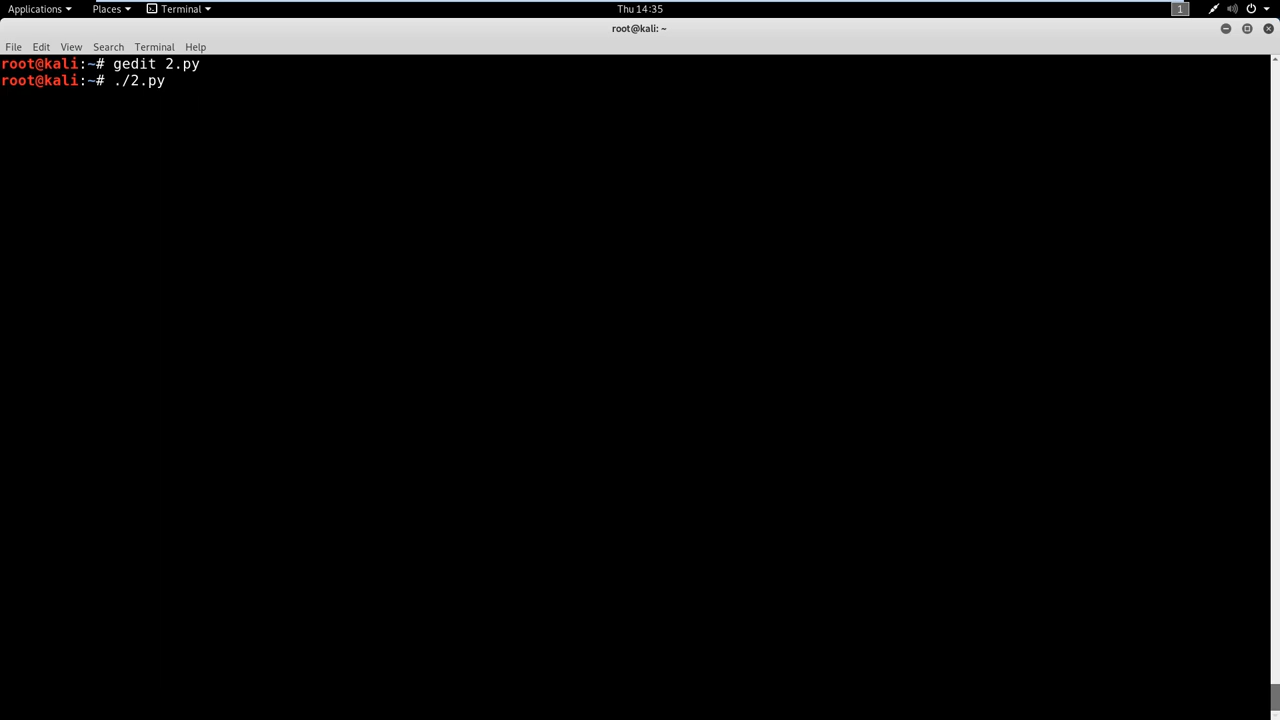 Applications Places Terminal Thu 14:35 1
root@kali: ~
File Edit View Search Terminal Help
root@kali:~# gedit 2.py
root@kali:~# ./2.py